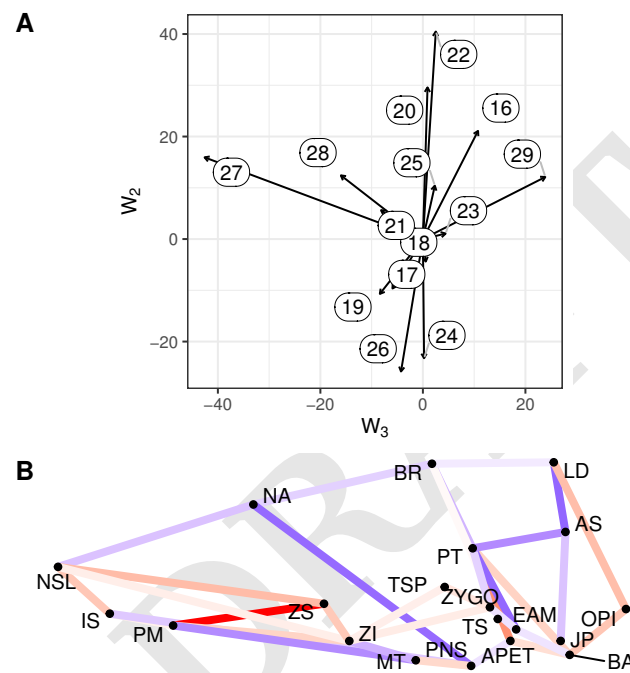 A
22
20
16
40
25
29
20
28
27
23
21
18
0
17
19
24
26
−20
−40
−20
0
20
W2
W3
B
BR
LD
NA
AS
PT
NSL
TSP
ZYGO
ZS
IS
EAM
OPI
PM
TS
ZI
JP
PNS
APET
MT
BA